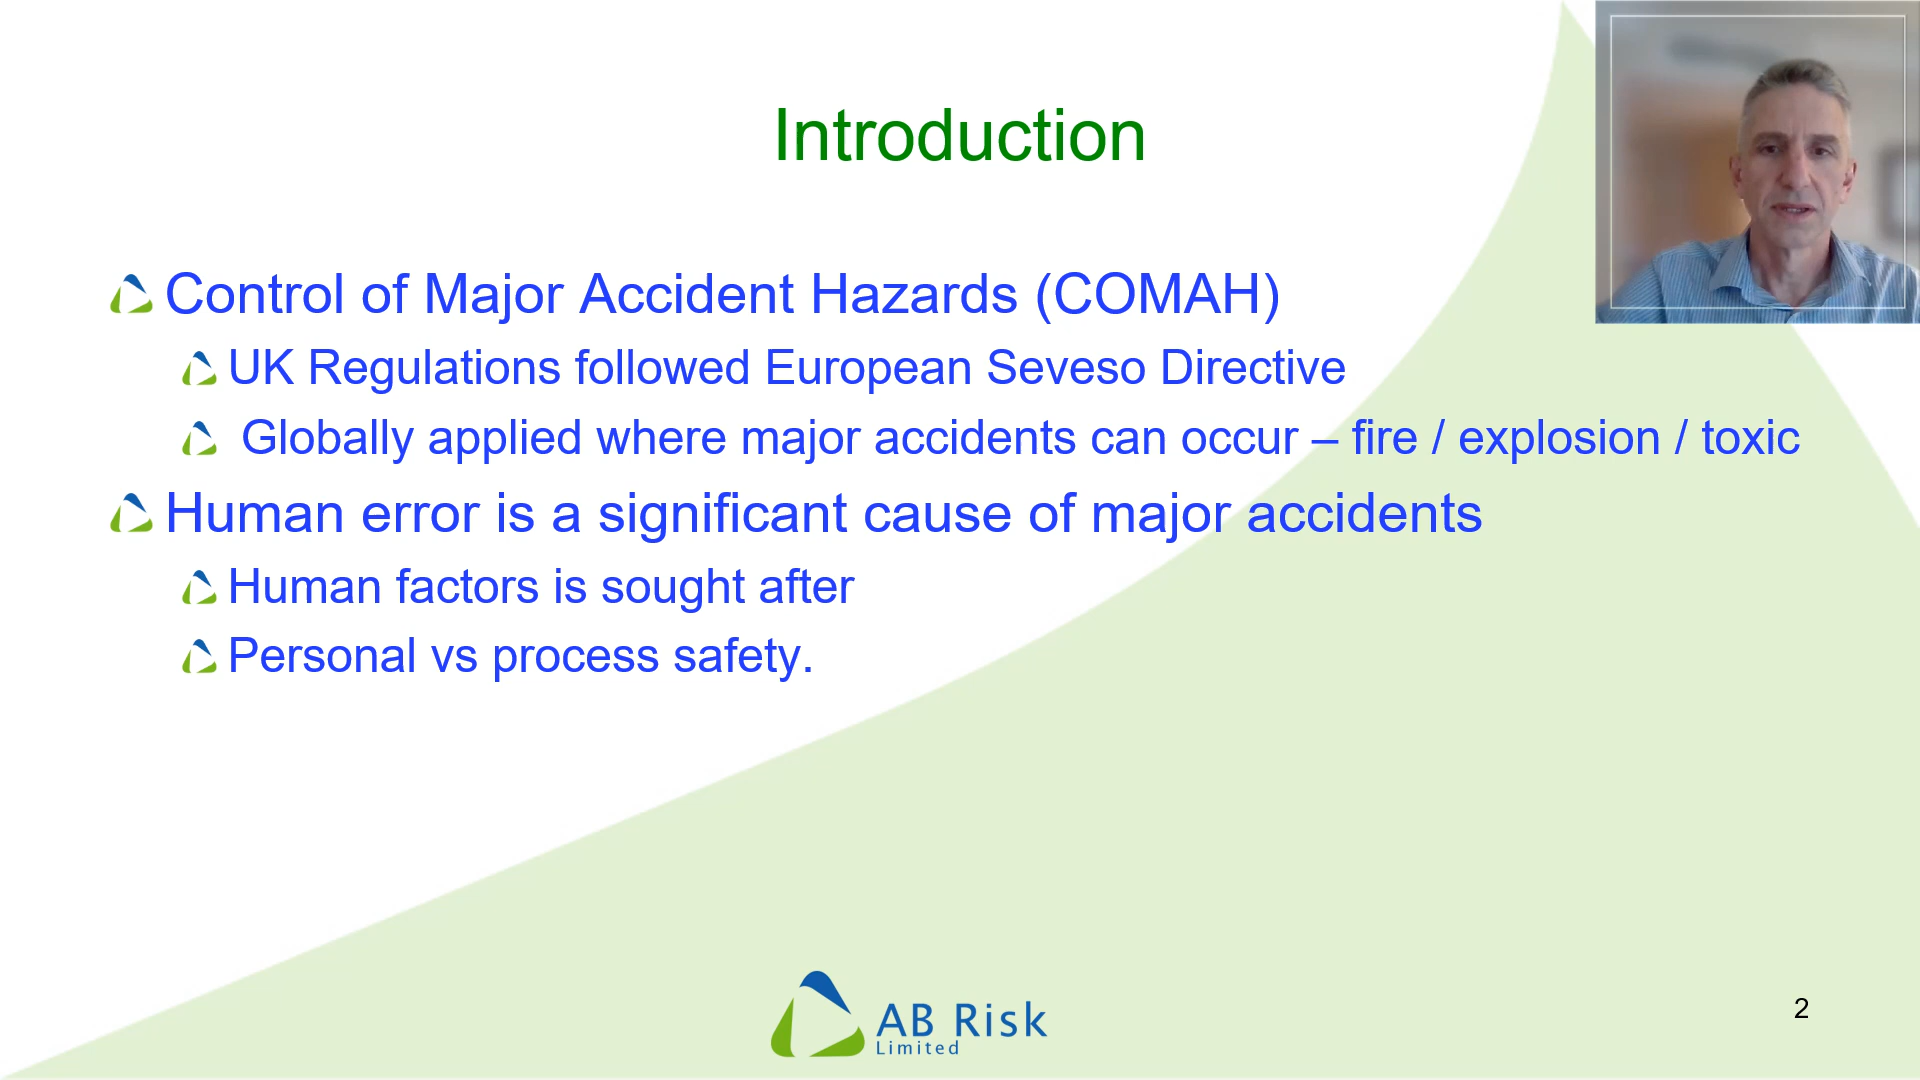 Introduction
Control of Major Accident Hazards (COMAH)
UK Regulations followed European Seveso Directive
Globally applied where major accidents can occur – fire / explosion / toxic
Human error is a significant cause of major accidents
Human factors is sought after
Personal vs process safety.
AB Risk
Limited
2